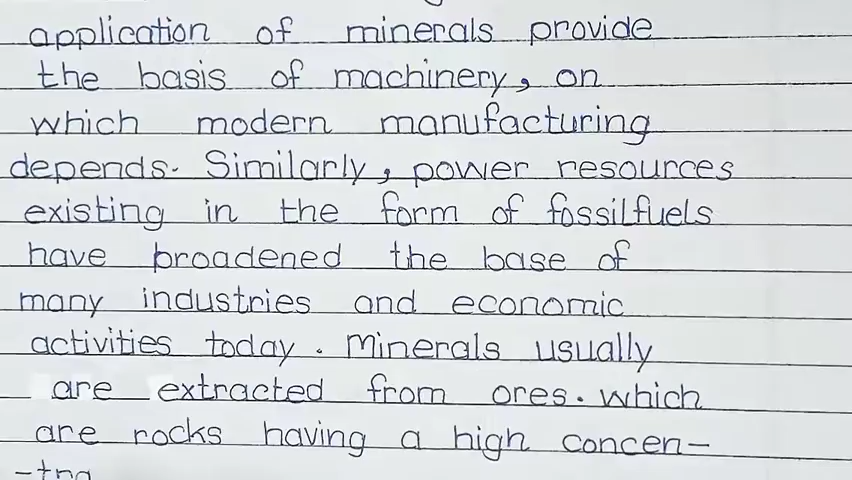 application of minerals provide
the basis of machinery, on
which modern manufacturing
depends. Similarly, power resources
existing in the form of fossilfuels
have broadened the base of
many industries and economic
activities today. Minerals usually
are extracted from ores. which
are rocks having a high concen-
-tra